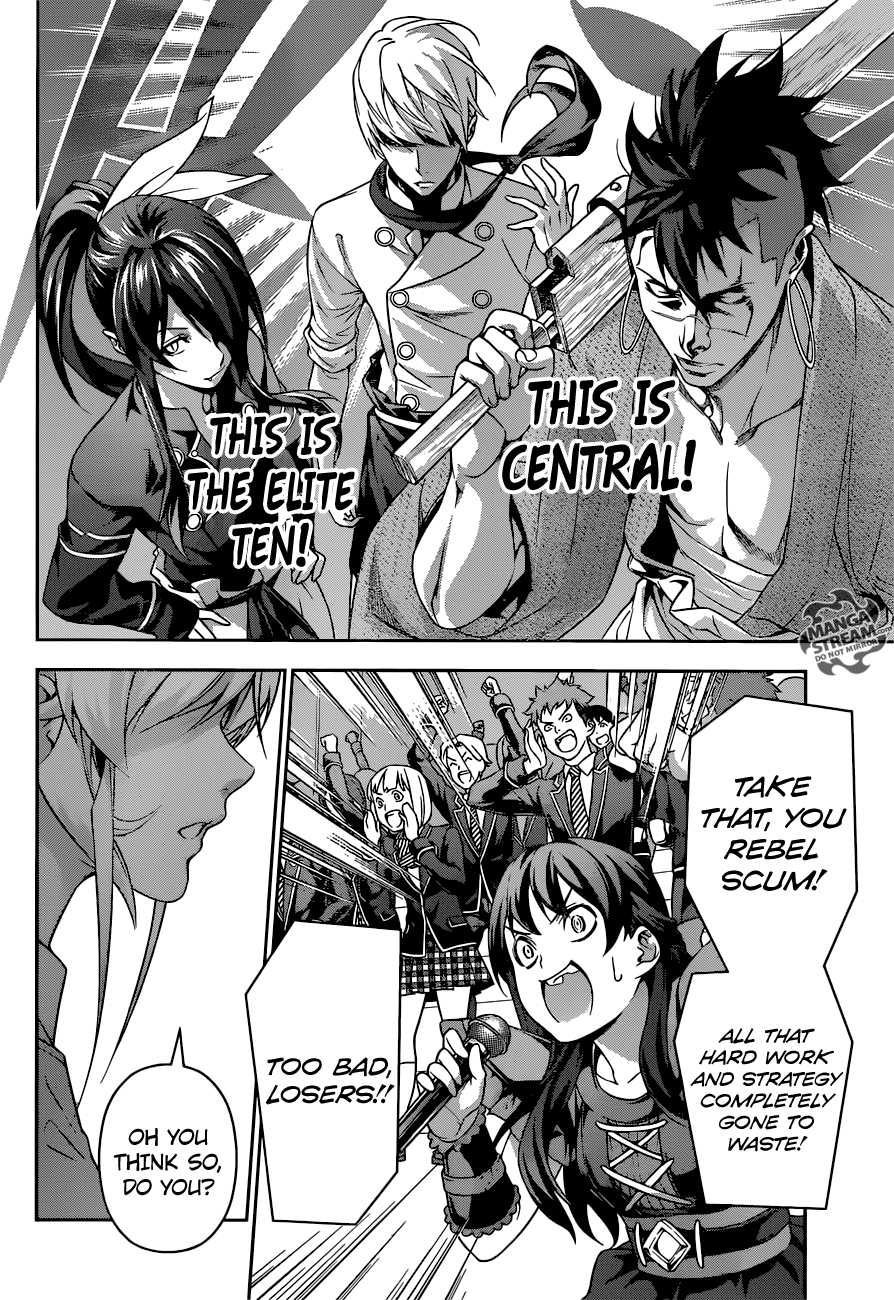 THIS IS
CENTRAL!
THIS IS
THE ELITE
TEN!
MANGA
STREAM.com
DO NOT MIRROR
TAKE
THAT, YOU
REBEL
SCUM!
ALL THAT
HARD WORK
AND STRATEGY
COMPLETELY
GONE TO
WASTE!
TOO BAD,
LOSERS!!
OH YOU
THINK SO,
DO YOU?